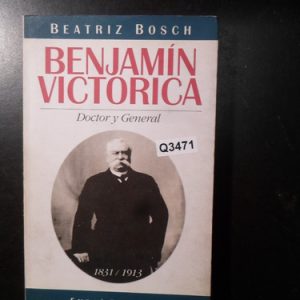 BEATRIZ BOSCH
BENJAMÍN
VICTORICA
Doctor y General
Q3471
1831 / 1913